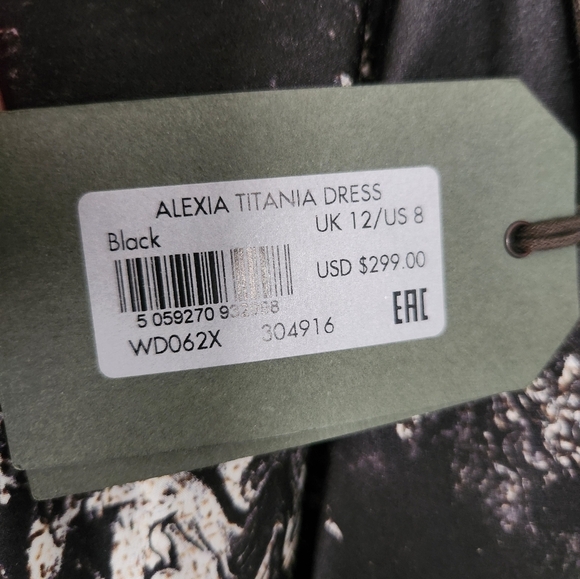 ALEXIA TITANIA DRESS
Black
UK 12/US 8
USD $299.00
5 059270
WD062X 304916
EAC